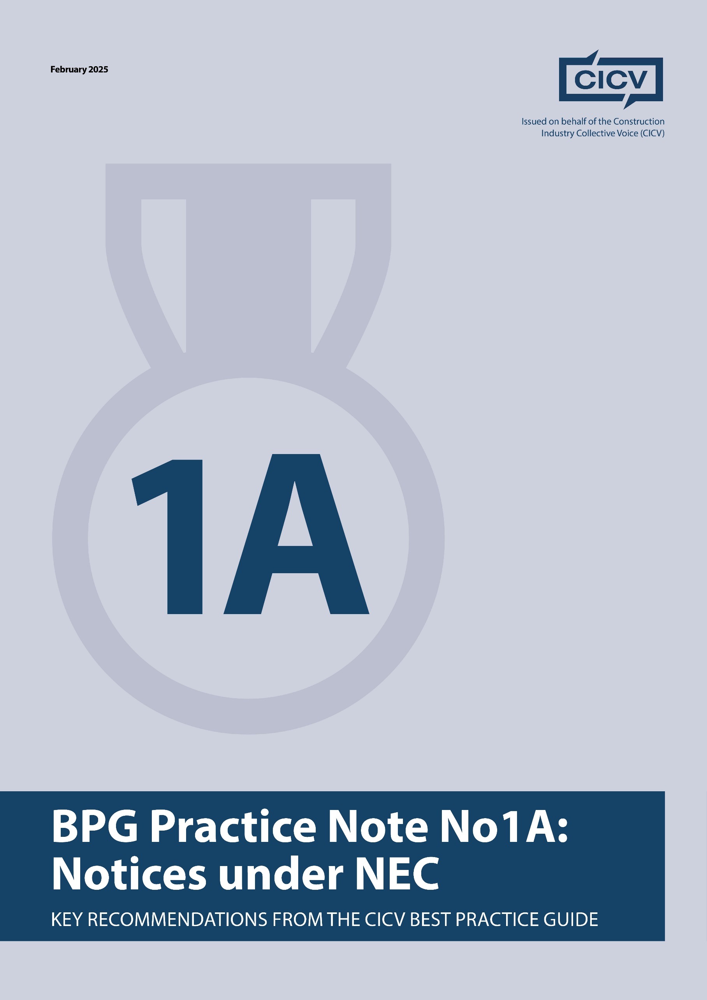 February 2025
CICV
Issued on behalf of the Construction
Industry Collective Voice (CICV)
1A
BPG Practice Note No1A:
Notices under NEC
KEY RECOMMENDATIONS FROM THE CICV BEST PRACTICE GUIDE